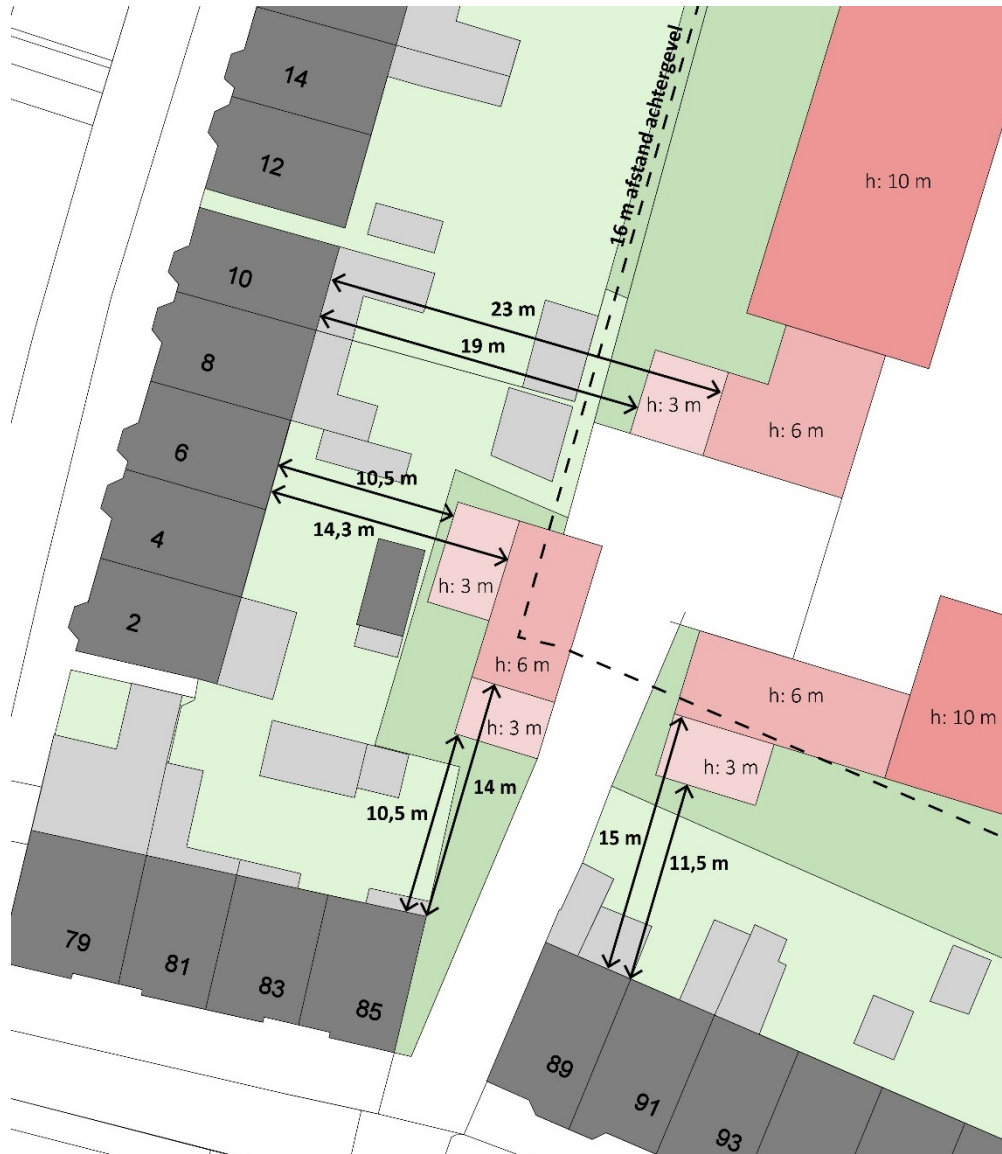 14
12
16 m afstand achtergevel
h: 10 m
10
23 m
8
19 m
h: 3 m
h: 6 m
6
10,5 m
4
14,3 m
h: 3 m
2
h: 6 m
h: 6 m
h: 10 m
h: 3 m
h: 3 m
14 m
10,5 m
15 m
11,5 m
79
81
83
85
89
91
93